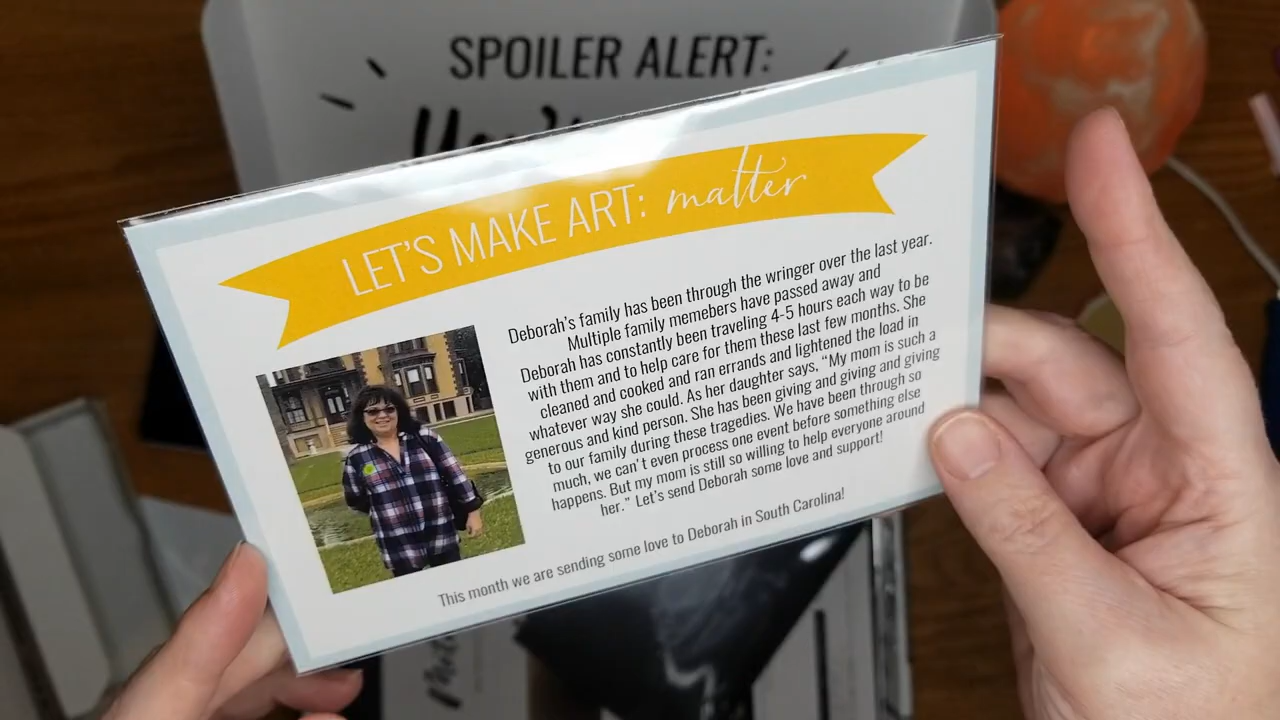 SPOILER ALERT:
LET'S MAKE ART: matter
Deborah's family has been through the wringer over the last year.
Multiple family memebers have passed away and
Deborah has constantly been traveling 4-5 hours each way to be
with them and to help care for them these last few months. She
cleaned and cooked and ran errands and lightened the load in
whatever way she could. As her daughter says, "My mom is such a
generous and kind person. She has been giving and giving and giving
to our family during these tragedies. We have been through so
much, we can't even process one event before something else
happens. But my mom is still so willing to help everyone around
her." Let's send Deborah some love and support!
This month we are sending some love to Deborah in South Carolina!